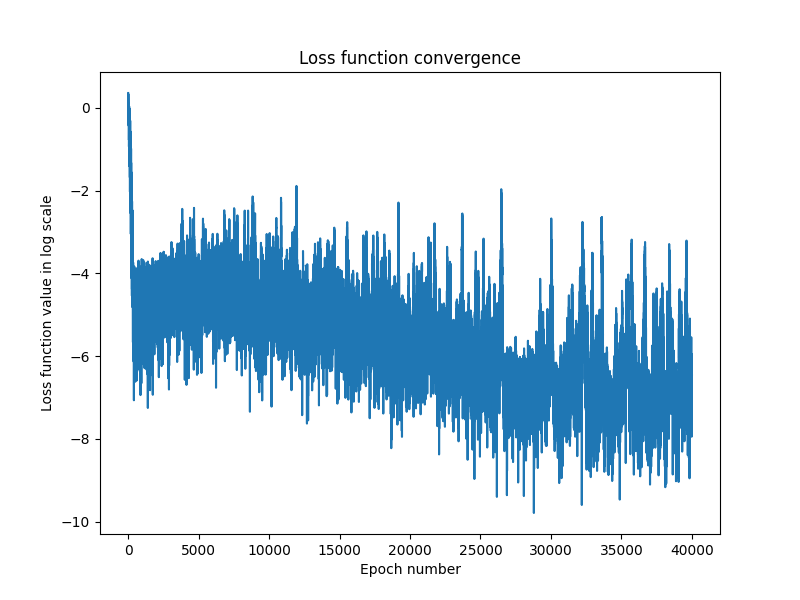 Loss function convergence
Loss function value in log scale
0
−2
−4
−6
−8
−10
0 5000 10000 15000 20000 25000 30000 35000 40000
Epoch number